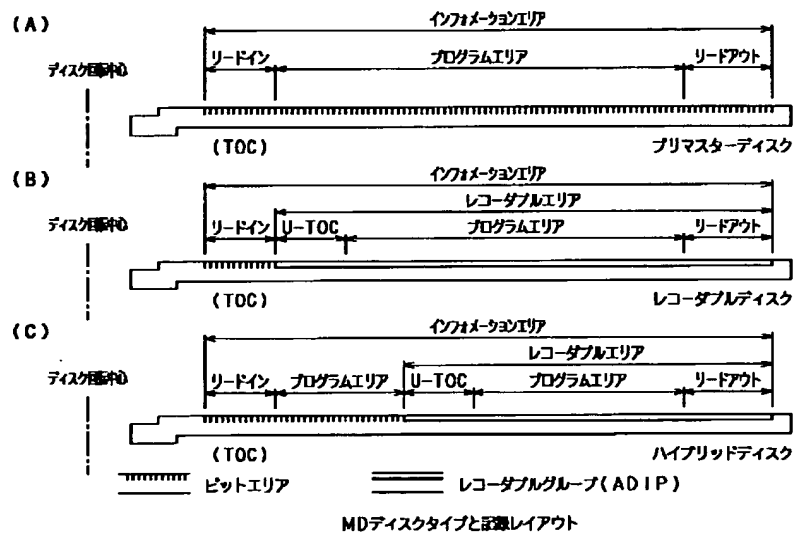 (A)
インフォメーションエリア
ディスク回転中心
リードイン
プログラムエリア
リードアウト
(TOC)
プリマスターディスク
(B)
インフォメーションエリア
レコーダブルエリア
ディスク回転中心
リードイン
U-TOC
プログラムエリア
リードアウト
(TOC)
レコーダブルディスク
(C)
インフォメーションエリア
レコーダブルエリア
ディスク回転中心
リードイン
プログラムエリア
U-TOC
プログラムエリア
リードアウト
(TOC)
ハイブリッドディスク
ピットエリア
レコーダブルグルーブ(ADIP)
MDディスクタイプと記録レイアウト